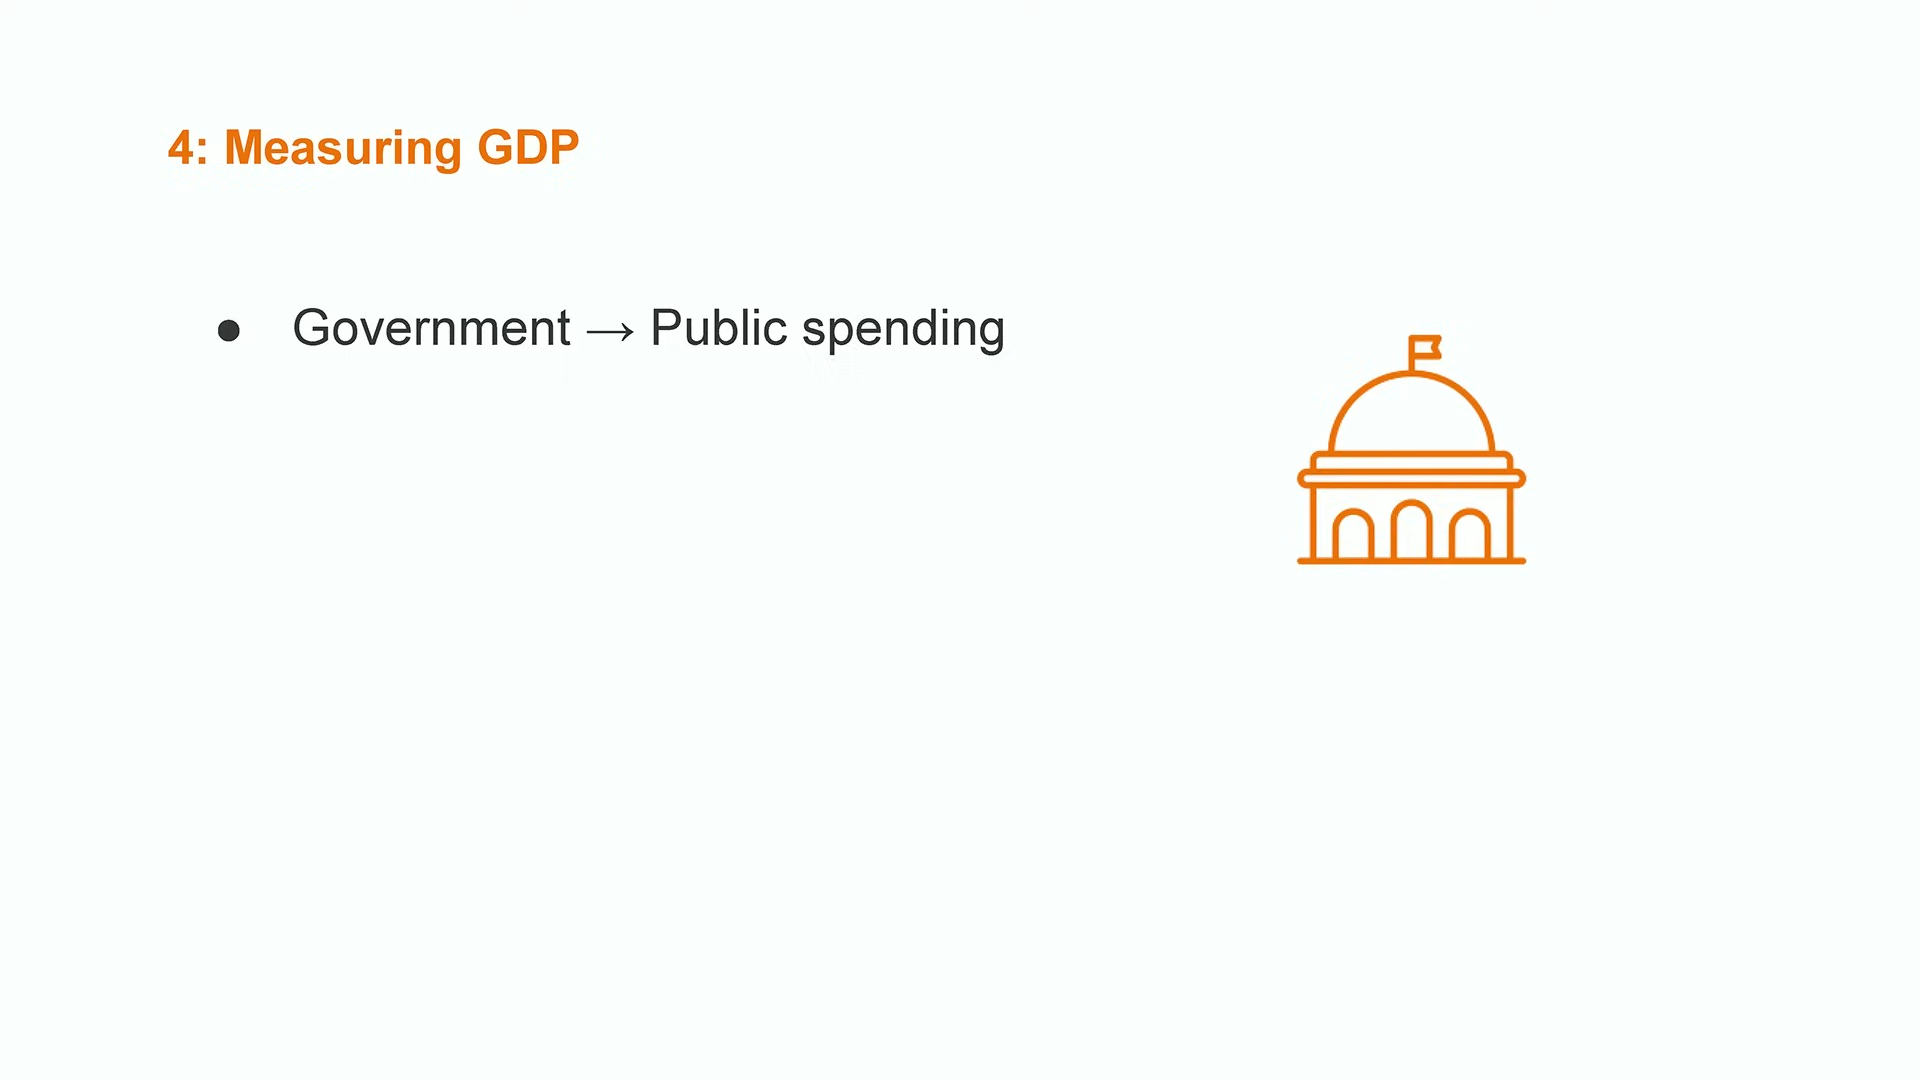 4: Measuring GDP
● Government → Public spending